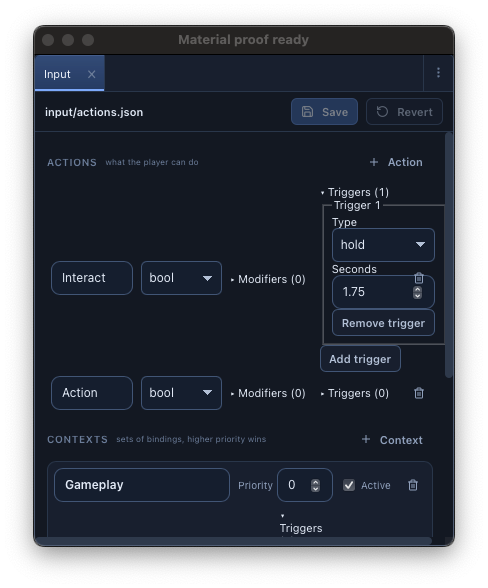 Material proof ready
Input
input/actions.json
Save
Revert
ACTIONS what the player can do
+ Action
Triggers (1)
Trigger 1
Type
hold
Interact
bool
Modifiers (0)
Seconds
1.75
Remove trigger
Add trigger
Action
bool
Modifiers (0)
Triggers (0)
CONTEXTS sets of bindings, higher priority wins
+ Context
Gameplay
Priority
0
Active
Triggers